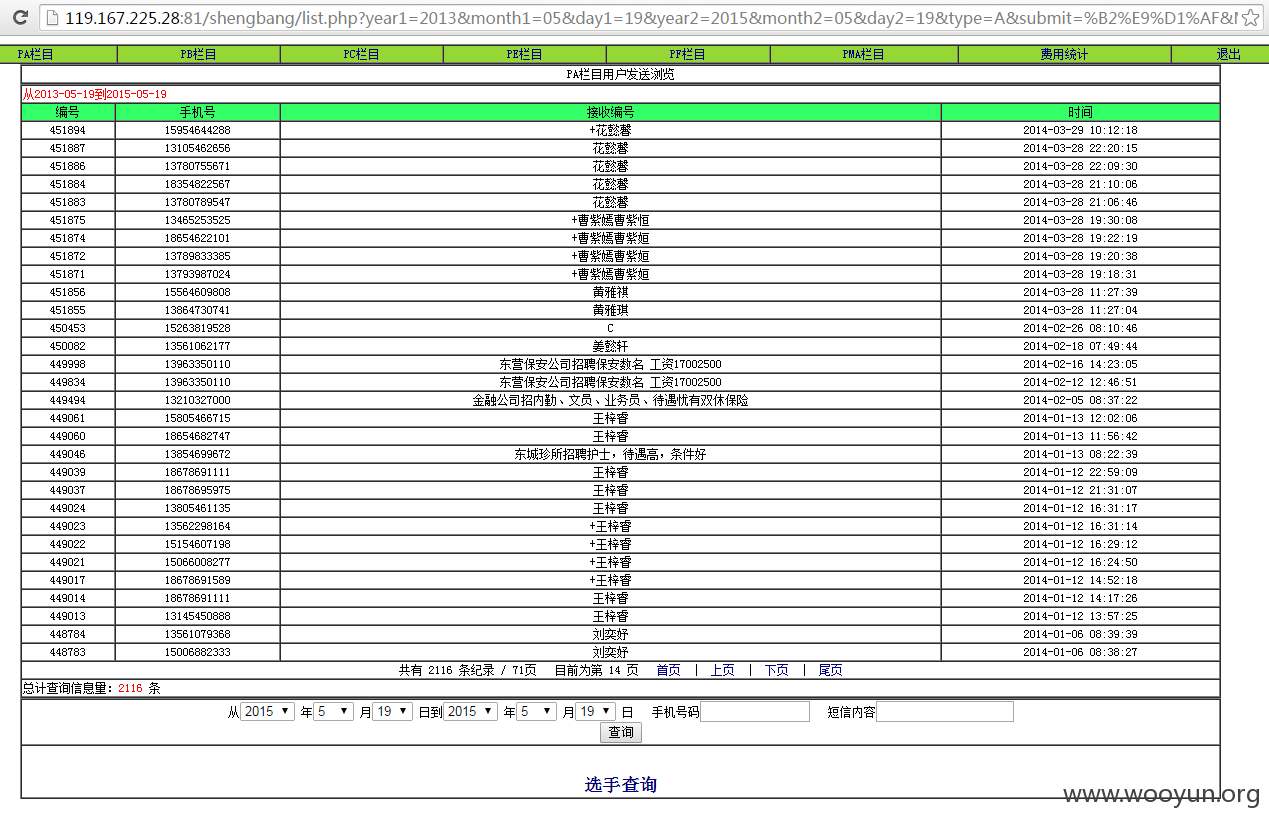 119.167.225.28:81/shengbang/list.php?year1=2013&month1=05&day1=19&year2=2015&month2=05&day2=19&type=A&submit=%B2%E9%D1%AF&
PA栏目 PB栏目 PC栏目 PE栏目 PF栏目 PMA栏目 费用统计 退出
PA栏目用户发送浏览
从2013-05-19到2015-05-19
编号 手机号 接收编号 时间
451894 15954644288 +花懿馨 2014-03-29 10:12:18
451887 13105462656 花懿馨 2014-03-28 22:20:15
451886 13780755671 花懿馨 2014-03-28 22:09:30
451884 18354822567 花懿馨 2014-03-28 21:10:06
451883 13780789547 花懿馨 2014-03-28 21:06:46
451875 13465253525 +曹紫嫣曹紫恒 2014-03-28 19:30:08
451874 18654622101 +曹紫嫣曹紫姮 2014-03-28 19:22:19
451872 13789833385 +曹紫嫣曹紫姮 2014-03-28 19:20:38
451871 13793987024 +曹紫嫣曹紫姮 2014-03-28 19:18:31
451856 15564609808 黄雅祺 2014-03-28 11:27:39
451855 13864730741 黄雅琪 2014-03-28 11:27:04
450453 15263819528 C 2014-02-26 08:10:46
450082 13561062177 姜懿轩 2014-02-18 07:49:44
449998 13963350110 东营保安公司招聘保安数名 工资17002500 2014-02-16 14:23:05
449834 13963350110 东营保安公司招聘保安数名 工资17002500 2014-02-12 12:46:51
449494 13210327000 金融公司招内勤、文员、业务员、待遇忧有双休保险 2014-02-05 08:37:22
449061 15805466715 王梓睿 2014-01-13 12:02:06
449060 18654682747 王梓睿 2014-01-13 11:56:42
449046 13854699672 东城珍所招聘护士，待遇高，条件好 2014-01-13 08:22:39
449039 18678691111 王梓睿 2014-01-12 22:59:09
449037 18678695975 王梓睿 2014-01-12 21:31:07
449024 13805461135 王梓睿 2014-01-12 16:31:17
449023 13562298164 +王梓睿 2014-01-12 16:31:14
449022 15154607198 +王梓睿 2014-01-12 16:29:12
449021 15066008277 +王梓睿 2014-01-12 16:24:50
449017 18678691589 +王梓睿 2014-01-12 14:52:18
449014 18678691111 王梓睿 2014-01-12 14:17:26
449013 13145450888 王梓睿 2014-01-12 13:57:25
448784 13561079368 刘奕妤 2014-01-06 08:39:39
448783 15006882333 刘奕妤 2014-01-06 08:38:27
共有 2116 条纪录 / 71页 目前为第 14 页 首页 | 上页 | 下页 | 尾页
总计查询信息量：2116 条
从 2015 年 5 月 19 日到 2015 年 5 月 19 日 手机号码 短信内容
查询
选手查询
www.wooyun.org